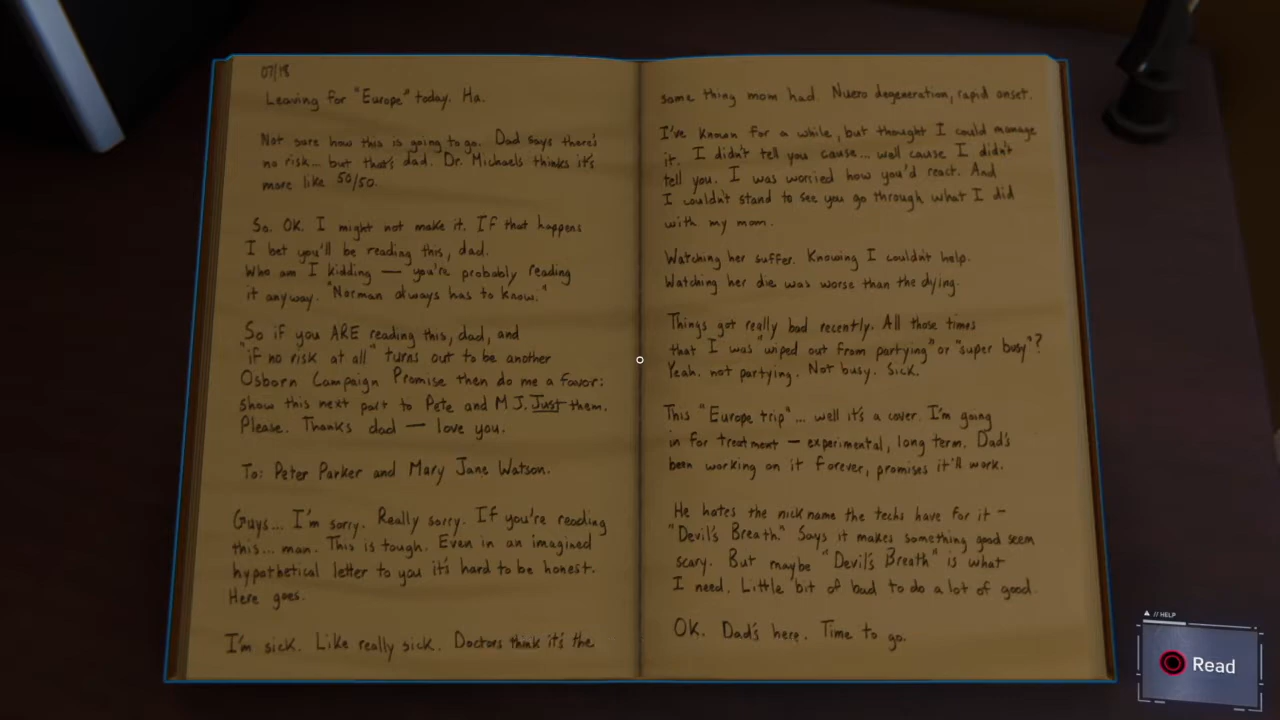 07/18
Leaving for "Europe" today. Ha.
Not sure how this is going to go. Dad says there's
no risk... but that's dad. Dr. Michaels thinks it's
more like 50/50.
So. OK. I might not make it. If that happens
I bet you'll be reading this, dad.
Who am I kidding — you're probably reading
it anyway. "Norman always has to know."
So if you ARE reading this, dad, and
"if no risk at all" turns out to be another
Osborn Campaign Promise then do me a favor:
show this next part to Pete and MJ. Just them.
Please. Thanks dad — love you.
To: Peter Parker and Mary Jane Watson.
Guys... I'm sorry. Really sorry. If you're reading
this... man. This is tough. Even in an imagined
hypothetical letter to you it's hard to be honest.
Here goes.
I'm sick. Like really sick. Doctors think it's the
same thing mom had. Nuero degeneration, rapid onset.
I've known for a while, but thought I could manage
it. I didn't tell you cause... well cause I didn't
tell you. I was worried how you'd react. And
I couldn't stand to see you go through what I did
with my mom.
Watching her suffer. Knowing I couldn't help.
Watching her die was worse than the dying.
Things got really bad recently. All those times
that I was "wiped out from partying" or "super busy"?
Yeah. not partying. Not busy. Sick.
This "Europe trip"... well it's a cover. I'm going
in for treatment — experimental, long term. Dad's
been working on it forever, promises it'll work.
He hates the nickname the techs have for it -
"Devil's Breath." Says it makes something good seem
scary. But maybe "Devil's Breath" is what
I need. Little bit of bad to do a lot of good.
OK. Dad's here. Time to go.
// HELP
Read